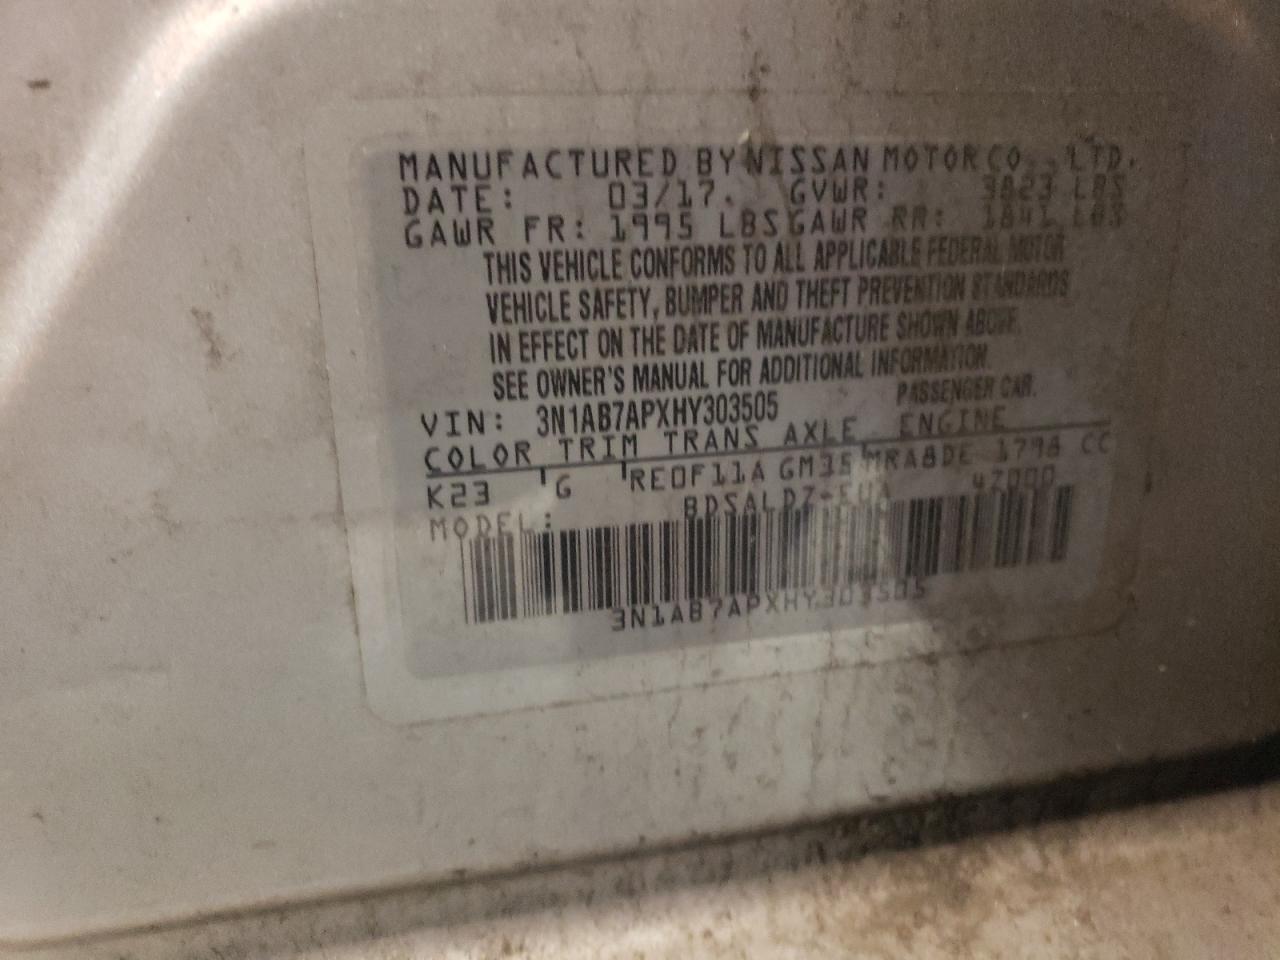 MANUFACTURED BY NISSAN MOTOR CO., LTD.
DATE: 03/17. GVWR: 3823 LBS
GAWR FR: 1995 LBS GAWR RR: 1841 LBS
THIS VEHICLE CONFORMS TO ALL APPLICABLE FEDERAL MOTOR
VEHICLE SAFETY, BUMPER AND THEFT PREVENTION STANDARDS
IN EFFECT ON THE DATE OF MANUFACTURE SHOWN ABOVE.
SEE OWNER'S MANUAL FOR ADDITIONAL INFORMATION.
VIN: 3N1AB7APXHY303505 PASSENGER CAR.
COLOR TRIM TRANS AXLE ENGINE
K23 G RE0F11A GM35 MRA8DE 1798 CC
MODEL: BDSALDZ-EUA 47000
3N1AB7APXHY303505